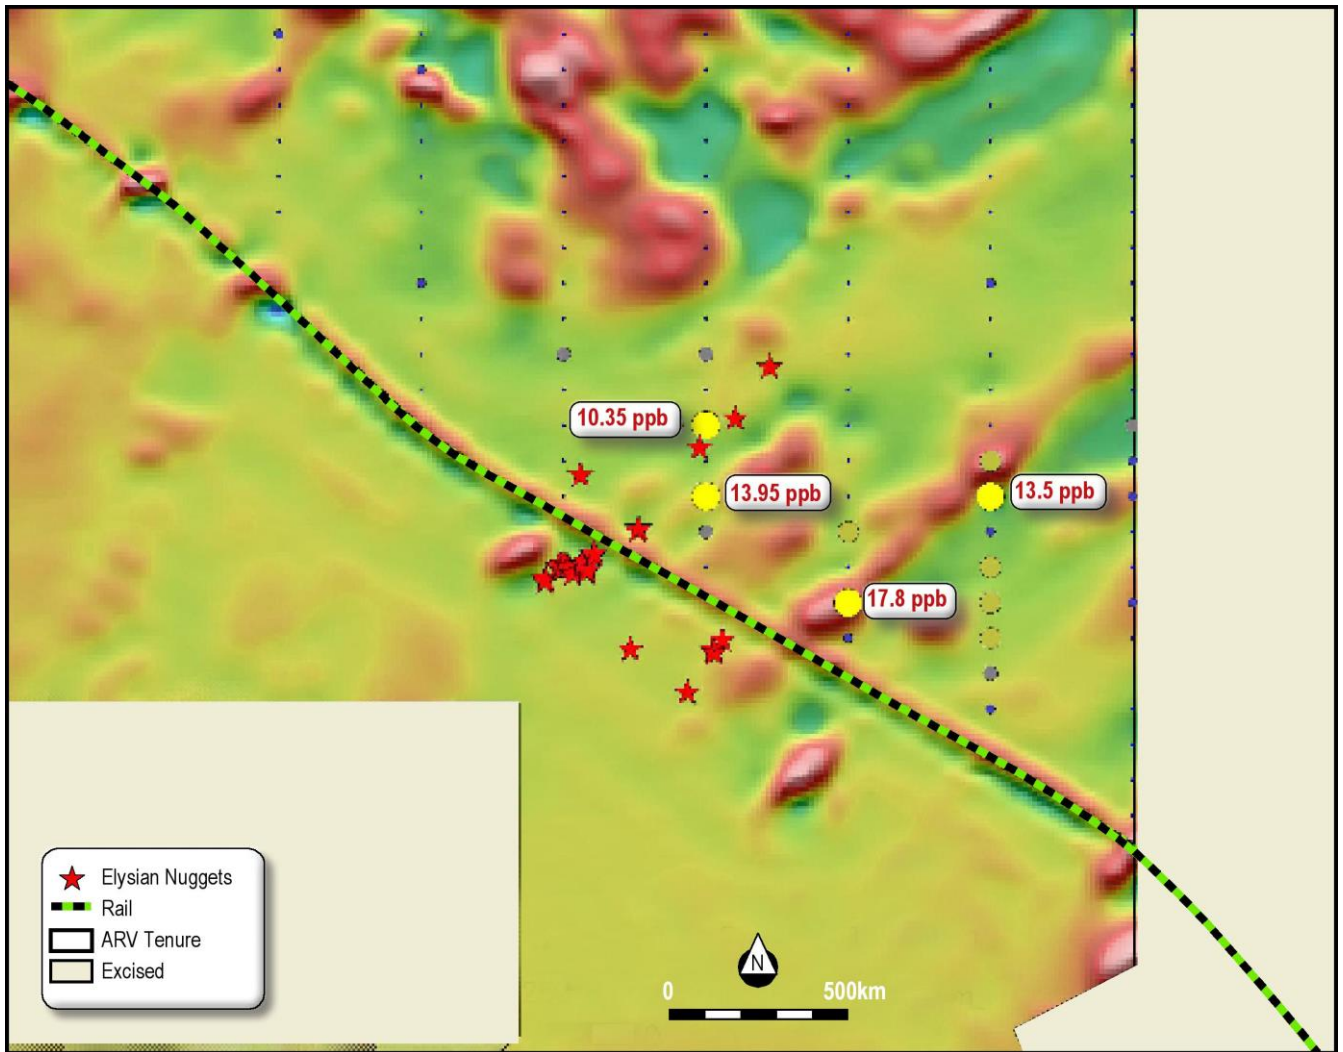 10.35 ppb
13.95 ppb
13.5 ppb
17.8 ppb
Elysian Nuggets
Rail
ARV Tenure
Excised
N
0 500km